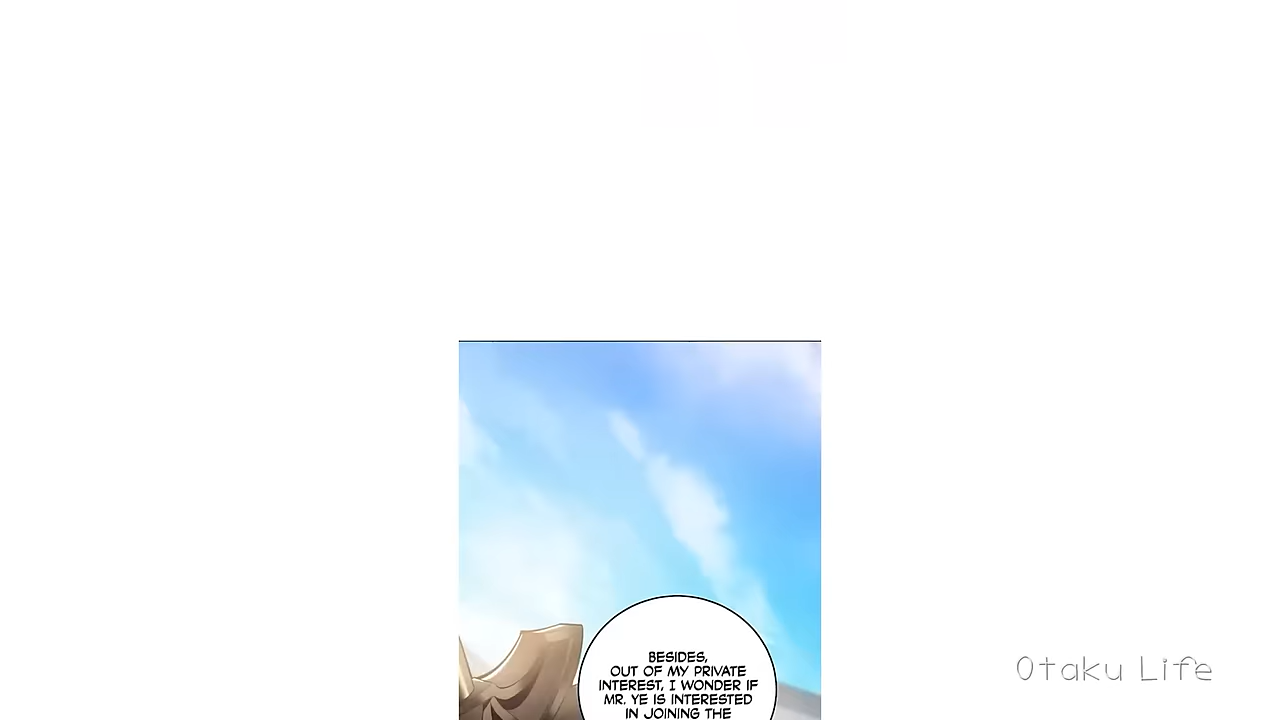 BESIDES,
OUT OF MY PRIVATE
INTEREST, I WONDER IF
MR. YE IS INTERESTED
IN JOINING THE
Otaku Life